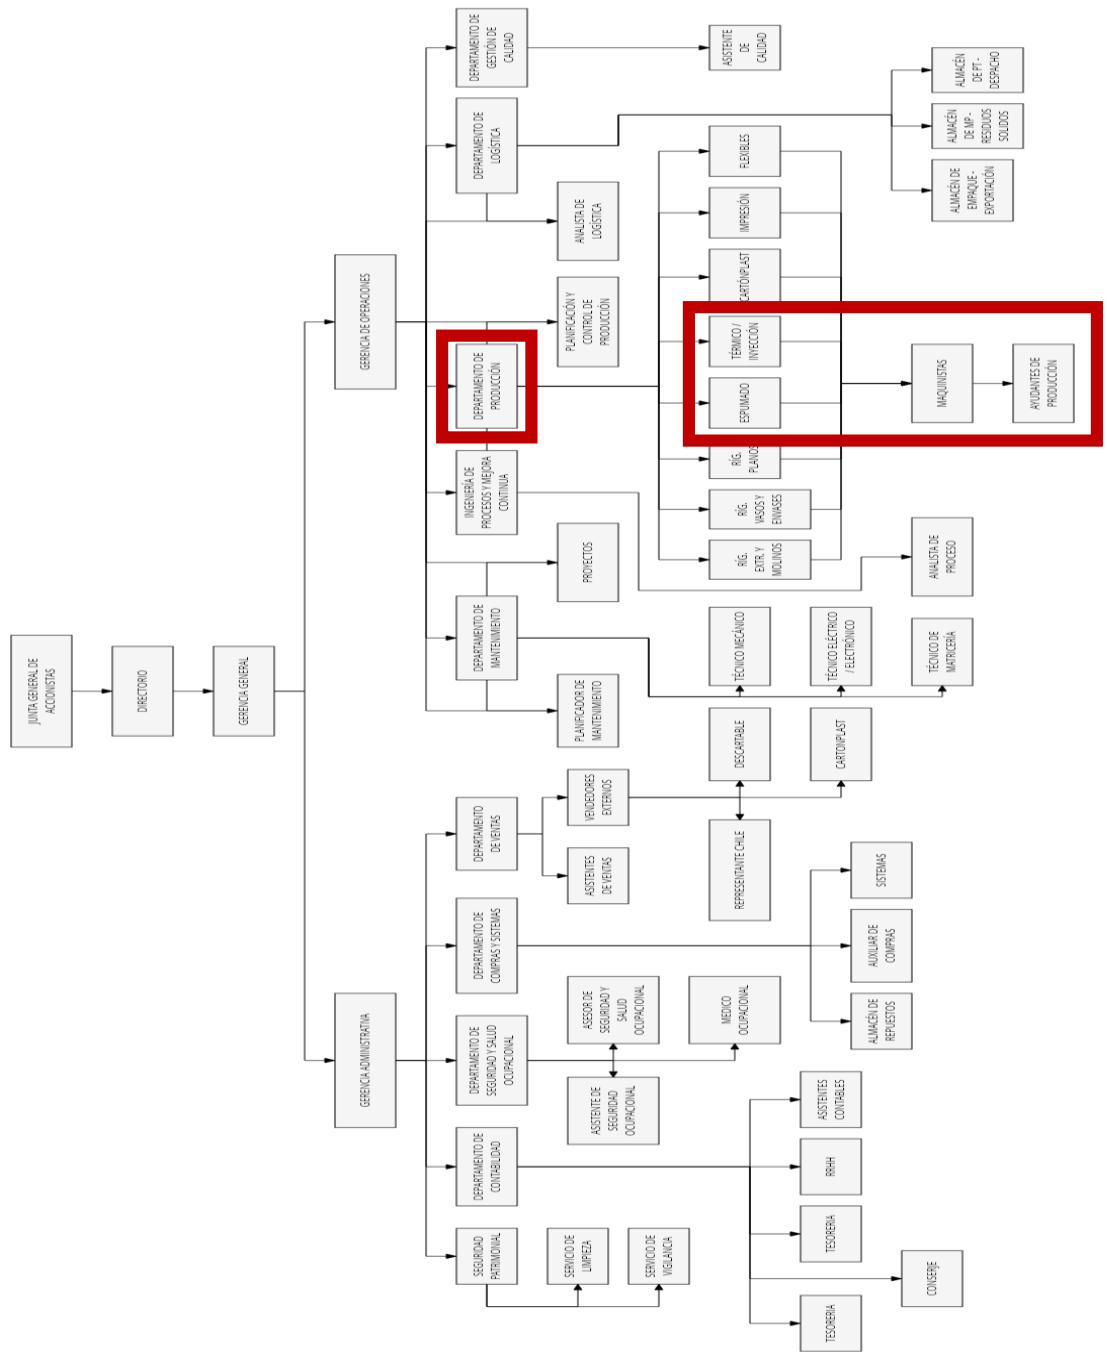 JUNTA GENERAL DE
ACCIONISTAS
DIRECTORIO
GERENCIA GENERAL
GERENCIA ADMINISTRATIVA
GERENCIA DE OPERACIONES
SEGURIDAD
PATRIMONIAL
DEPARTAMENTO DE
CONTABILIDAD
DEPARTAMENTO DE
SEGURIDAD Y SALUD
OCUPACIONAL
DEPARTAMENTO DE
COMPRAS Y SISTEMAS
DEPARTAMENTO
DE VENTAS
DEPARTAMENTO DE
MANTENIMIENTO
INGENIERÍA DE
PROCESOS Y MEJORA
CONTINUA
DEPARTAMENTO DE
PRODUCCIÓN
DEPARTAMENTO DE
LOGÍSTICA
DEPARTAMENTO DE
GESTIÓN DE
CALIDAD
SERVICIO DE
LIMPIEZA
SERVICIO DE
VIGILANCIA
ASISTENTE DE
SEGURIDAD
OCUPACIONAL
ASESOR DE
SEGURIDAD Y
SALUD
OCUPACIONAL
MEDICO
OCUPACIONAL
ASISTENTES
DE VENTAS
VENDEDORES
EXTERNOS
PLANIFICADOR DE
MANTENIMIENTO
PROYECTOS
PLANIFICACIÓN Y
CONTROL DE
PRODUCCIÓN
ANALISTA DE
LOGÍSTICA
REPRESENTANTE CHILE
DESCARTABLE
CARTONPLAST
TÉCNICO MECÁNICO
TÉCNICO ELÉCTRICO
/ ELECTRÓNICO
TÉCNICO DE
MATRICERÍA
RÍG.
EXTR. Y
MOLINOS
RÍG.
VASOS Y
ENVASES
RÍG.
PLANOS
ESPUMADO
TÉRMICO /
INYECCIÓN
CARTÓNPLAST
IMPRESIÓN
FLEXIBLES
ASISTENTE
DE
CALIDAD
TESORERIA
TESORERIA
RRHH
ASISTENTES
CONTABLES
CONSERJE
ALMACÉN DE
REPUESTOS
AUXILIAR DE
COMPRAS
SISTEMAS
ANALISTA DE
PROCESO
MAQUINISTAS
AYUDANTES DE
PRODUCCIÓN
ALMACÉN DE
EMPAQUE -
EXPORTACIÓN
ALMACÉN
DE MP -
RESIDUOS
SOLIDOS
ALMACÉN
DE PT -
DESPACHO